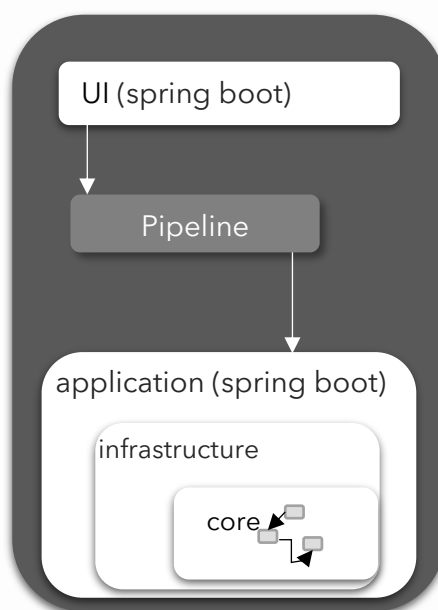 UI (spring boot)
Pipeline
application (spring boot)
infrastructure
core